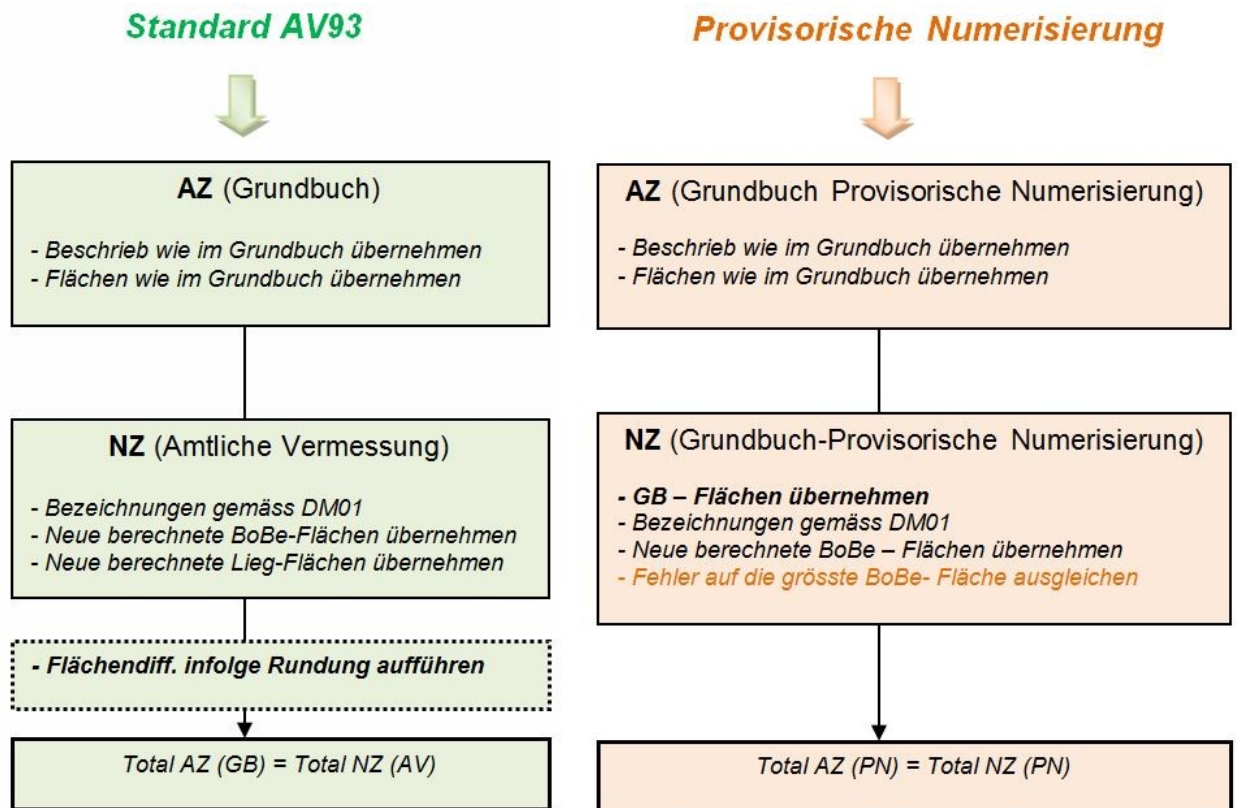 Standard AV93
AZ (Grundbuch)
- Beschrieb wie im Grundbuch übernehmen
- Flächen wie im Grundbuch übernehmen
NZ (Amtliche Vermessung)
- Bezeichnungen gemäss DM01
- Neue berechnete BoBe-Flächen übernehmen
- Neue berechnete Lieg-Flächen übernehmen
- Flächendiff. infolge Rundung aufführen
Total AZ (GB) = Total NZ (AV)
Provisorische Numerisierung
AZ (Grundbuch Provisorische Numerisierung)
- Beschrieb wie im Grundbuch übernehmen
- Flächen wie im Grundbuch übernehmen
NZ (Grundbuch-Provisorische Numerisierung)
- GB – Flächen übernehmen
- Bezeichnungen gemäss DM01
- Neue berechnete BoBe – Flächen übernehmen
- Fehler auf die grösste BoBe- Fläche ausgleichen
Total AZ (PN) = Total NZ (PN)